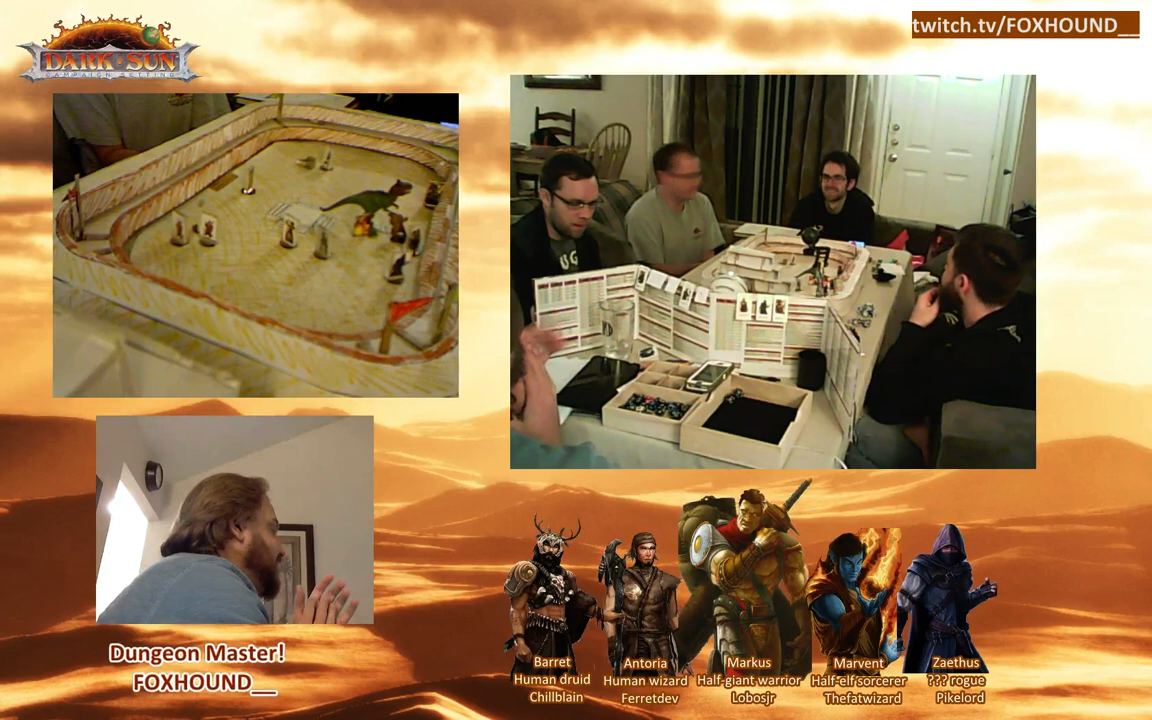 twitch.tv/FOXHOUND__
DARK SUN
CAMPAIGN SETTING
UG
Dungeon Master!
FOXHOUND__
Barret
Human druid
Chillblain
Antoria
Human wizard
Ferretdev
Markus
Half-giant warrior
Lobosjr
Marvent
Half-elf sorcerer
Thefatwizard
Zaethus
??? rogue
Pikelord